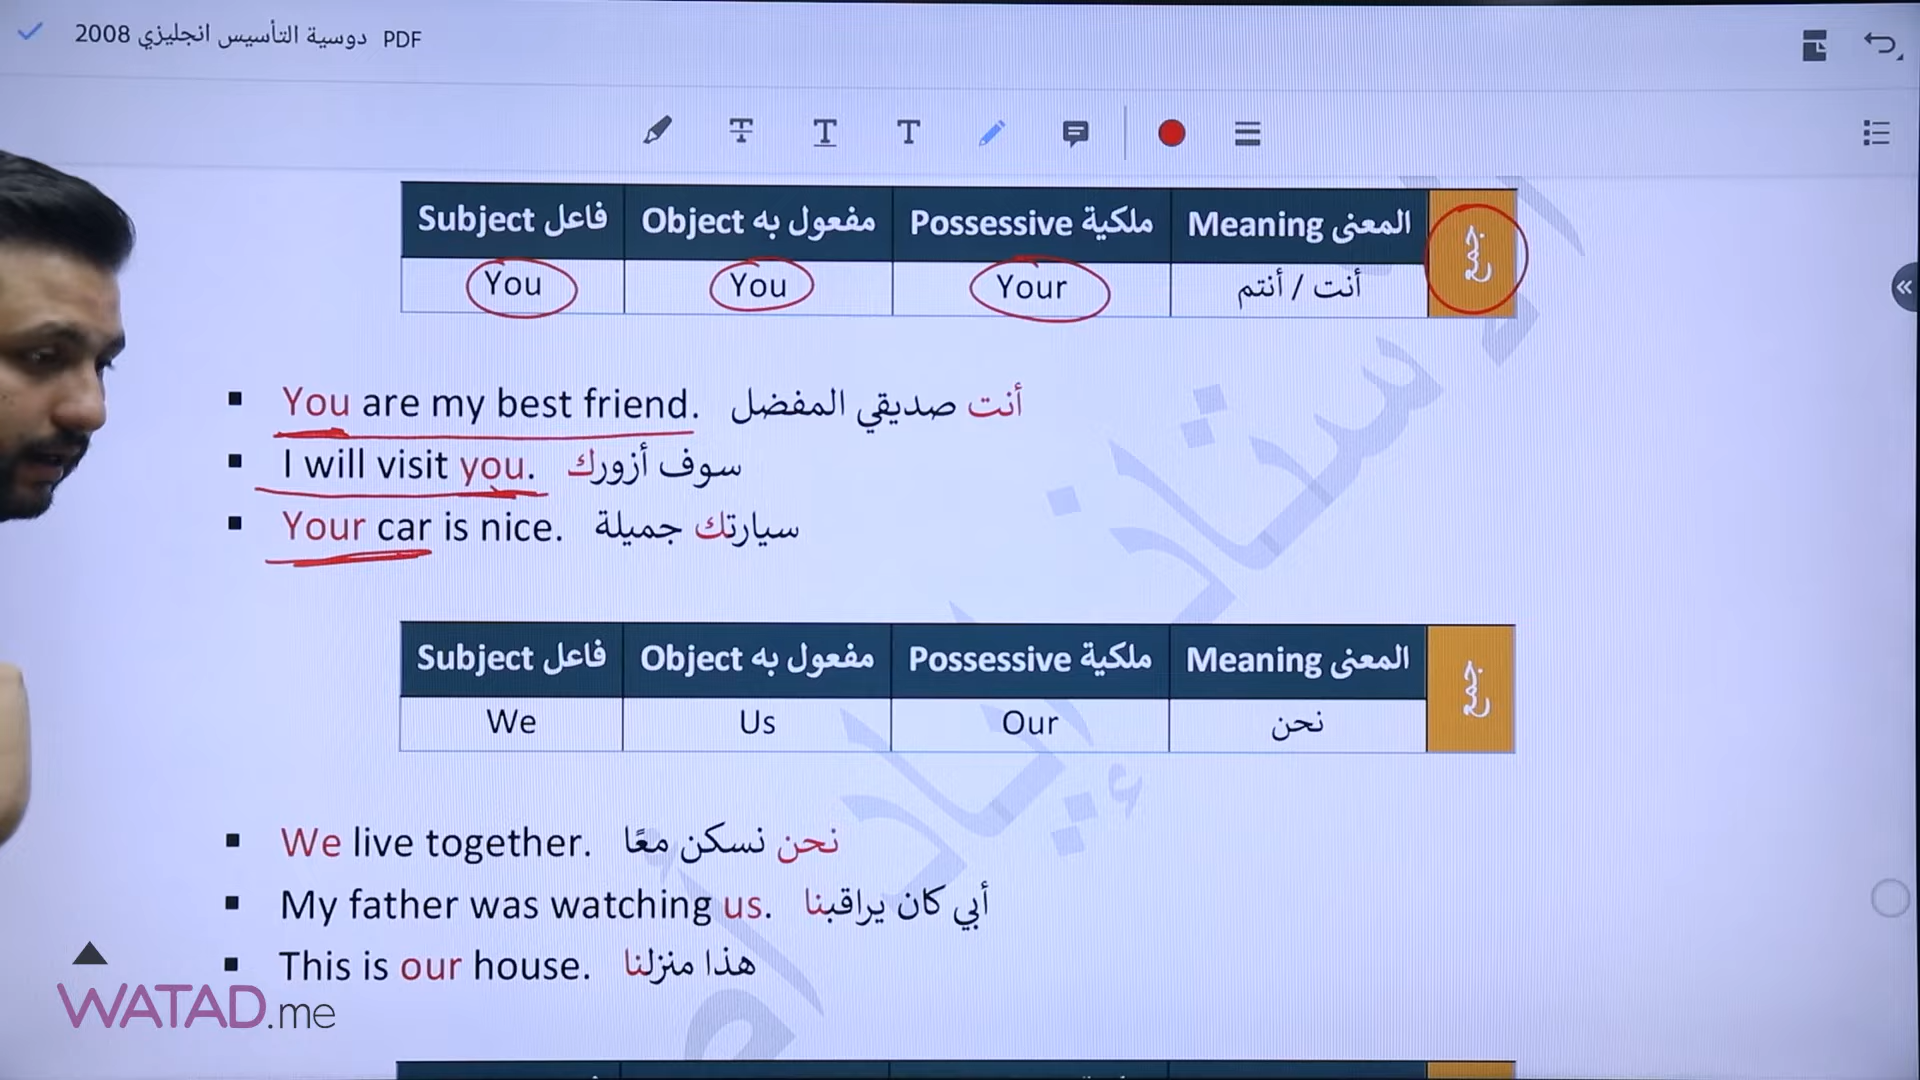 دوسية التأسيس انجليزي 2008 PDF
Subject فاعل Object مفعول به Possessive ملكية Meaning المعنى جمع
You You Your أنت / أنتم
You are my best friend. أنت صديقي المفضل
I will visit you. سوف أزورك
Your car is nice. سيارتك جميلة
Subject فاعل Object مفعول به Possessive ملكية Meaning المعنى جمع
We Us Our نحن
We live together. نحن نسكن معًا
My father was watching us. أبي كان يراقبنا
This is our house. هذا منزلنا
WATAD.me